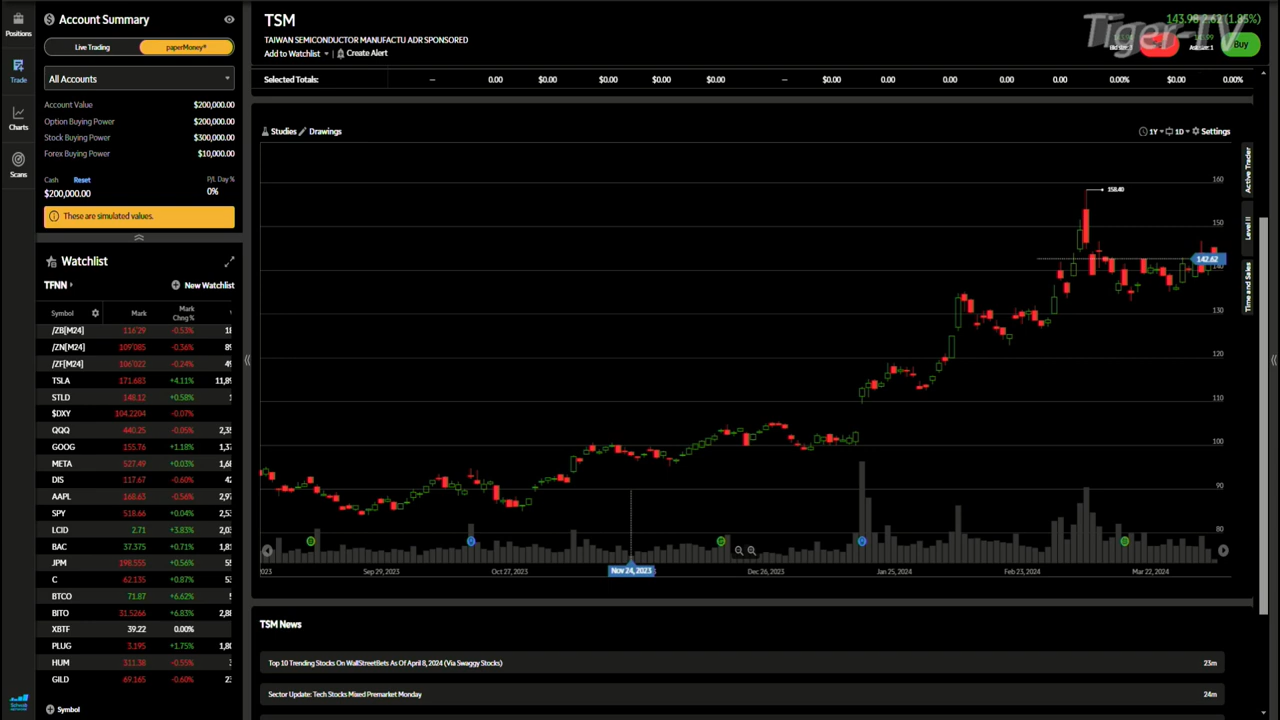 Positions
Trade
Charts
Scans
Account Summary
Live Trading
paperMoney®
All Accounts
Account Value $200,000.00
Option Buying Power $200,000.00
Stock Buying Power $300,000.00
Forex Buying Power $10,000.00
Cash Reset P/L Day %
$200,000.00 0%
These are simulated values.
Watchlist
TFNN
New Watchlist
Symbol Mark Mark Chng %
/ZB[M24] 116'29 -0.53%
/ZN[M24] 109'085 -0.36%
/ZF[M24] 106'022 -0.24%
TSLA 171.683 +4.11% 11,89
STLD 148.12 +0.58%
$DXY 104.2204 -0.07%
QQQ 440.25 -0.05%
GOOG 155.76 +1.18%
META 527.49 +0.03%
DIS 117.67 -0.60%
AAPL 168.63 -0.56%
SPY 518.66 +0.04%
LCID 2.71 +3.83%
BAC 37.375 +0.71%
JPM 198.555 +0.56%
C 62.135 +0.87%
BTCO 71.87 +6.62%
BITO 31.5266 +6.83%
XBTF 39.22 0.00%
PLUG 3.195 +1.75%
HUM 311.38 -0.55%
GILD 69.165 -0.60%
Symbol
TSM
TAIWAN SEMICONDUCTOR MANUFACTU ADR SPONSORED
Add to Watchlist
Create Alert
143.98 2.62 (1.85%)
Tiger-TV
Buy
Selected Totals: – 0.00 $0.00 $0.00 $0.00 $0.00 – $0.00 0.00 0.00 0.00 0.00 0.00% $0.00 0.00%
Studies
Drawings
1Y
1D
Settings
Active Trader
Level II
Time and Sales
160
158.40
150
142.62
140
130
120
110
100
90
80
Sep 29, 2023
Oct 27, 2023
Nov 24, 2023
Dec 26, 2023
Jan 25, 2024
Feb 23, 2024
Mar 22, 2024
TSM News
Top 10 Trending Stocks On WallStreetBets As Of April 8, 2024 (Via Swaggy Stocks) 23m
Sector Update: Tech Stocks Mixed Premarket Monday 24m